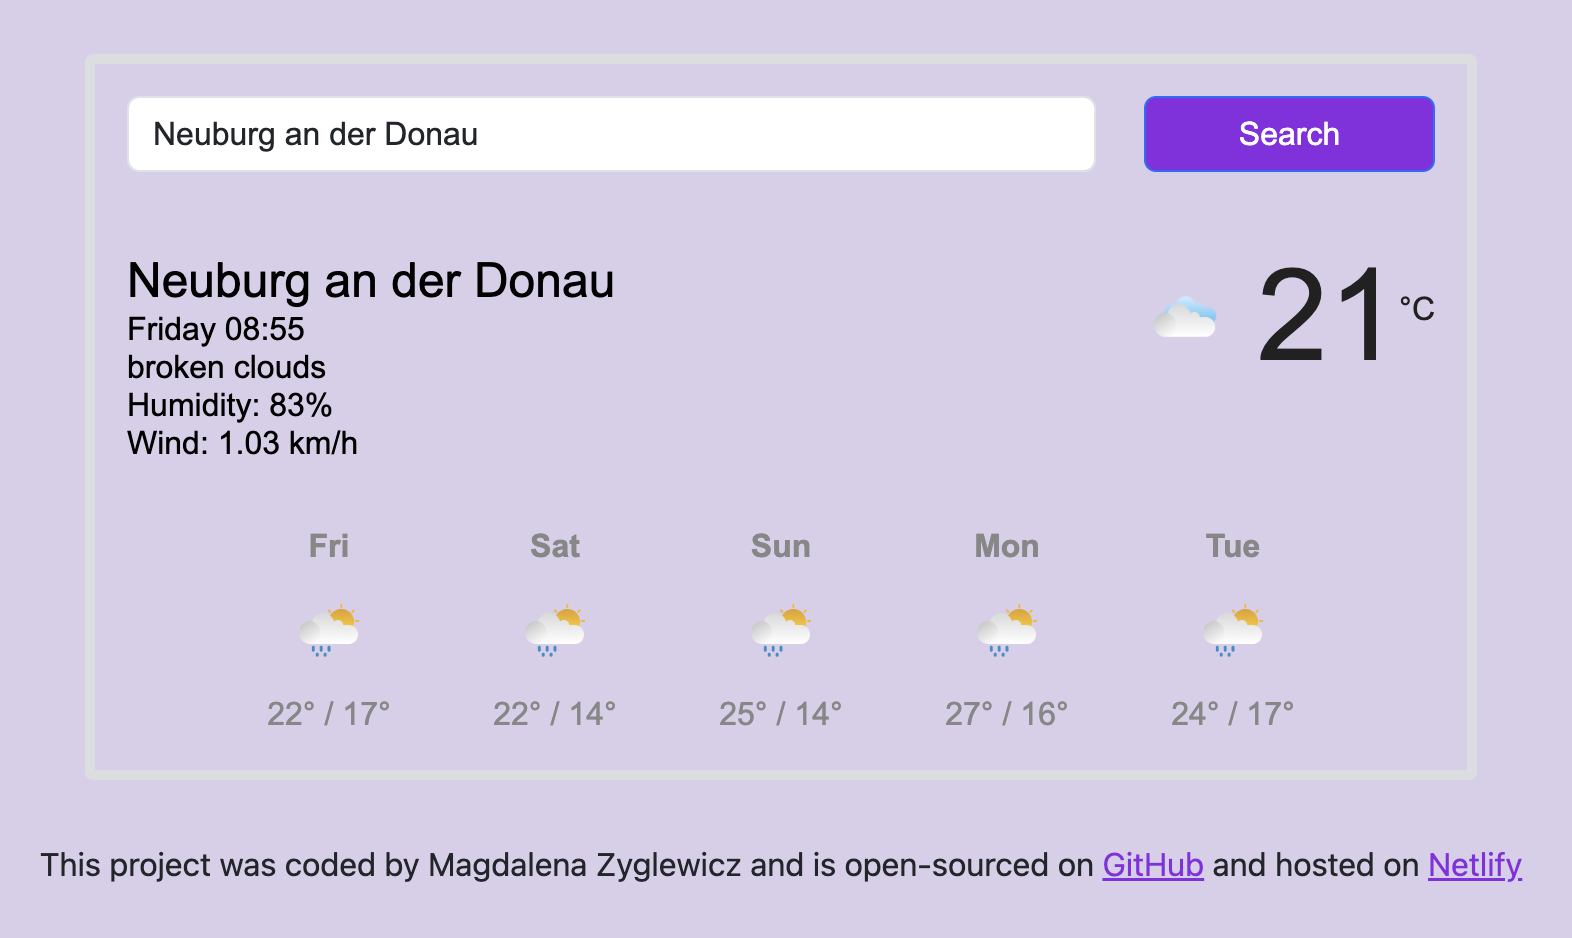 Neuburg an der Donau
Search
Neuburg an der Donau
Friday 08:55
broken clouds
Humidity: 83%
Wind: 1.03 km/h
21 °C
Fri Sat Sun Mon Tue
22° / 17° 22° / 14° 25° / 14° 27° / 16° 24° / 17°
This project was coded by Magdalena Zyglewicz and is open-sourced on GitHub and hosted on Netlify